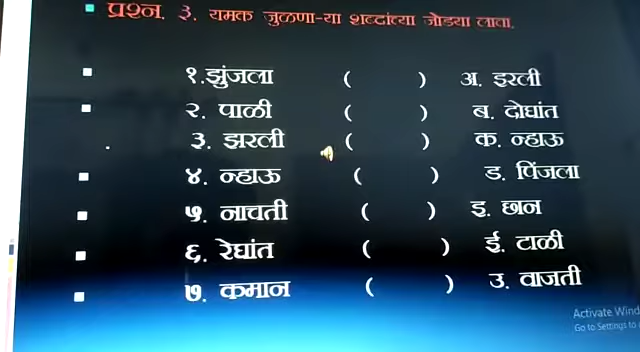 प्रश्न. ३. यमक जुळणा-या शब्दांच्या जोड्या लावा.
१.झुंजला ( ) अ. इरली
२. पाळी ( ) ब. दोघांत
३. झरली ( ) क. न्हाऊ
४. न्हाऊ ( ) ड. पिंजला
५. नाचती ( ) इ. छान
६. रेघांत ( ) ई. टाळी
७. कमान ( ) उ. वाजती
Activate Wind
Go to Settings to